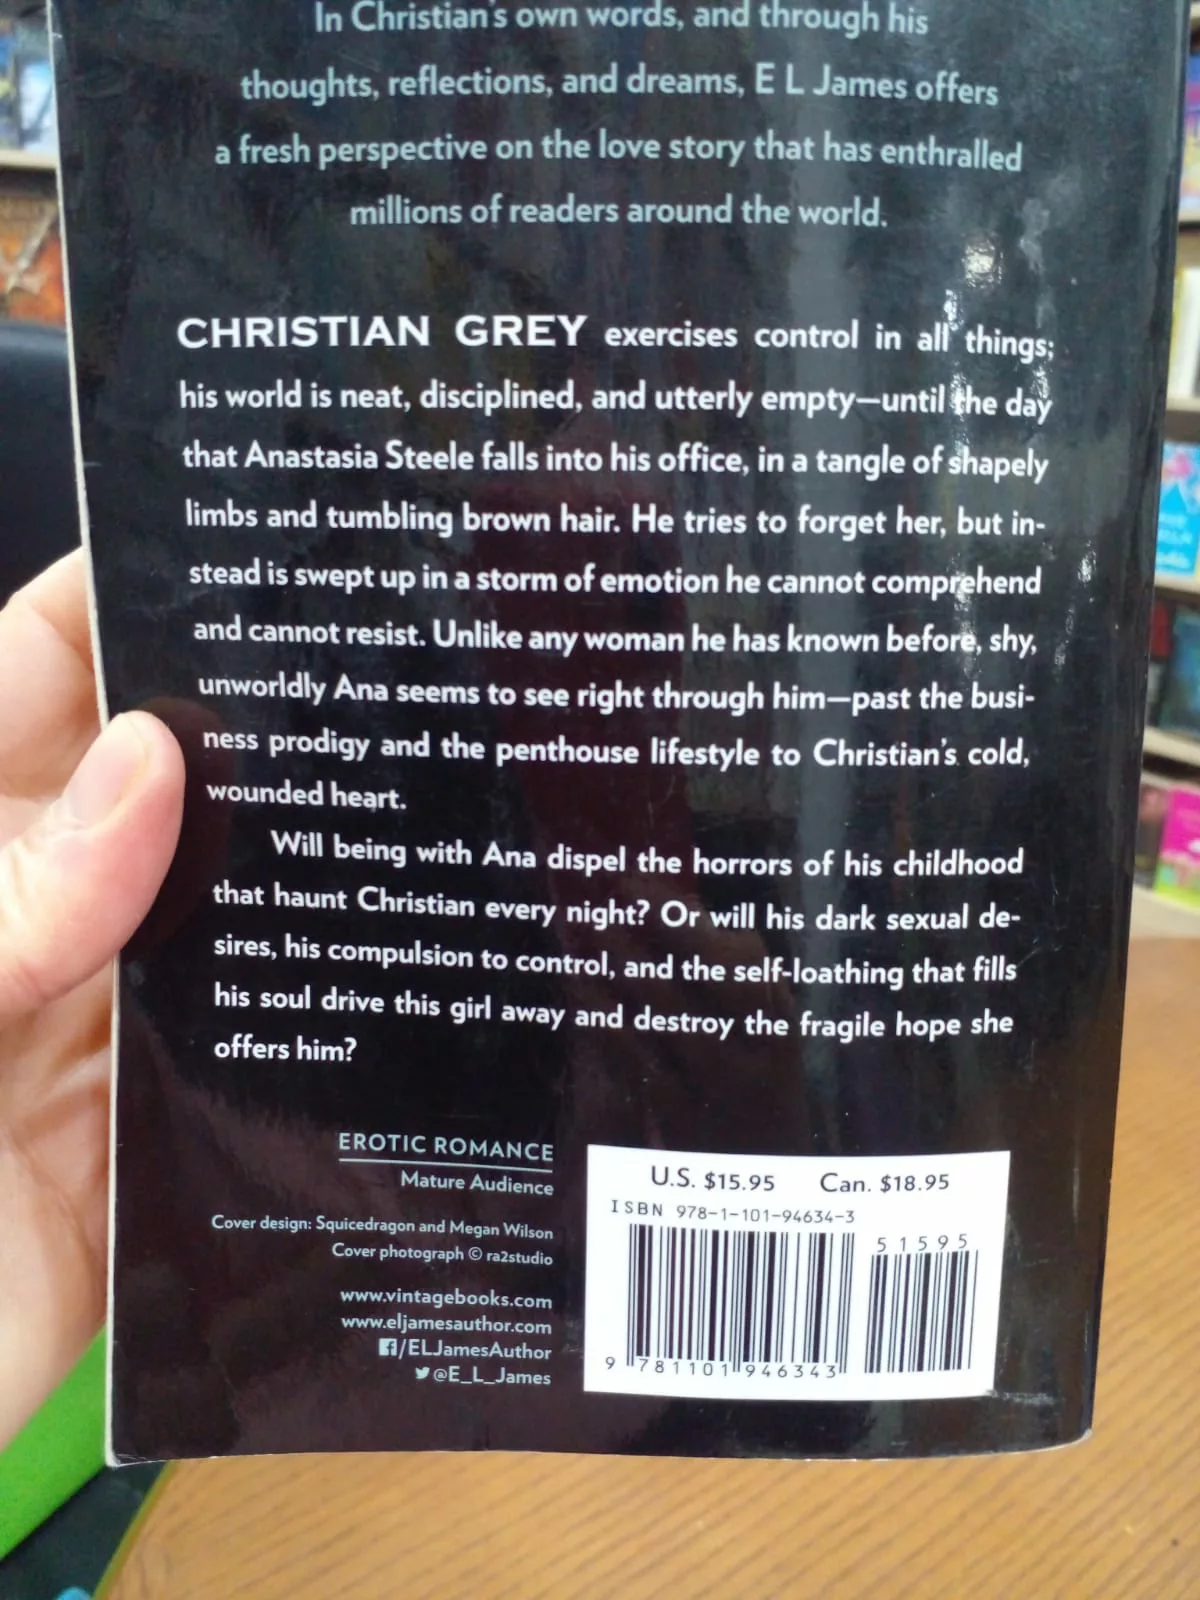 In Christian's own words, and through his
thoughts, reflections, and dreams, E L James offers
a fresh perspective on the love story that has enthralled
millions of readers around the world.
CHRISTIAN GREY exercises control in all things;
his world is neat, disciplined, and utterly empty—until the day
that Anastasia Steele falls into his office, in a tangle of shapely
limbs and tumbling brown hair. He tries to forget her, but in-
stead is swept up in a storm of emotion he cannot comprehend
and cannot resist. Unlike any woman he has known before, shy,
unworldly Ana seems to see right through him—past the busi-
ness prodigy and the penthouse lifestyle to Christian's cold,
wounded heart.
Will being with Ana dispel the horrors of his childhood
that haunt Christian every night? Or will his dark sexual de-
sires, his compulsion to control, and the self-loathing that fills
his soul drive this girl away and destroy the fragile hope she
offers him?
EROTIC ROMANCE
Mature Audience
Cover design: Squicedragon and Megan Wilson
Cover photograph © ra2studio
www.vintagebooks.com
www.eljamesauthor.com
/ELJamesAuthor
@E_L_James
U.S. $15.95 Can. $18.95
ISBN 978-1-101-94634-3
51595
9 781101 946343